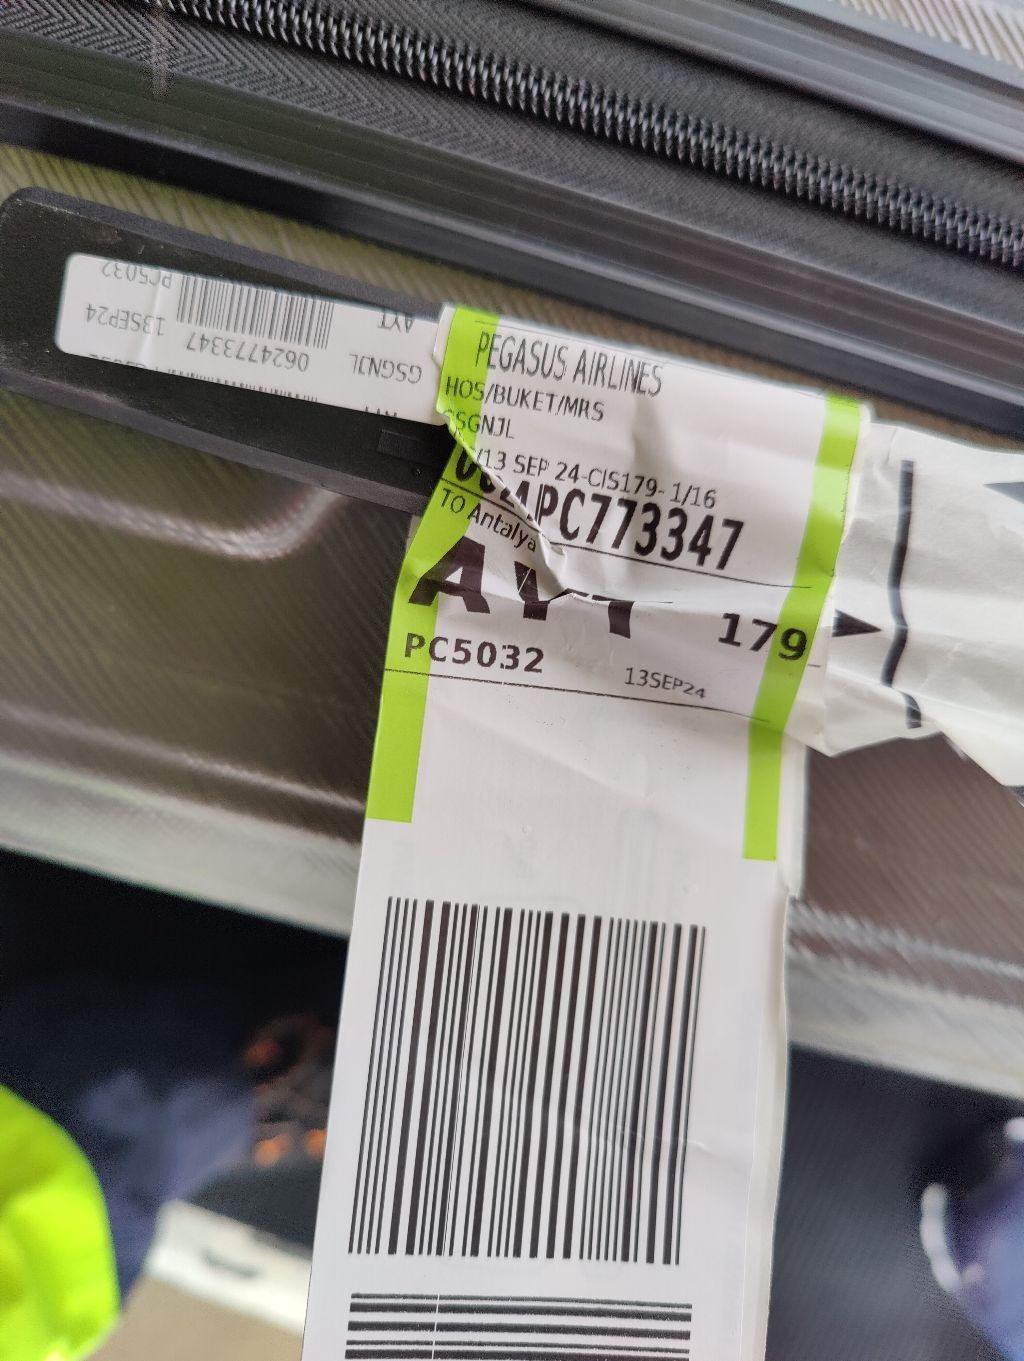 PC5032
13SEP24
0624773347
AYT
GSGNJL
PEGASUS AIRLINES
HOS/BUKET/MRS
GSGNJL
/13 SEP 24-CIS179- 1/16
PC773347
TO Antalya
AYT
179
PC5032
13SEP24